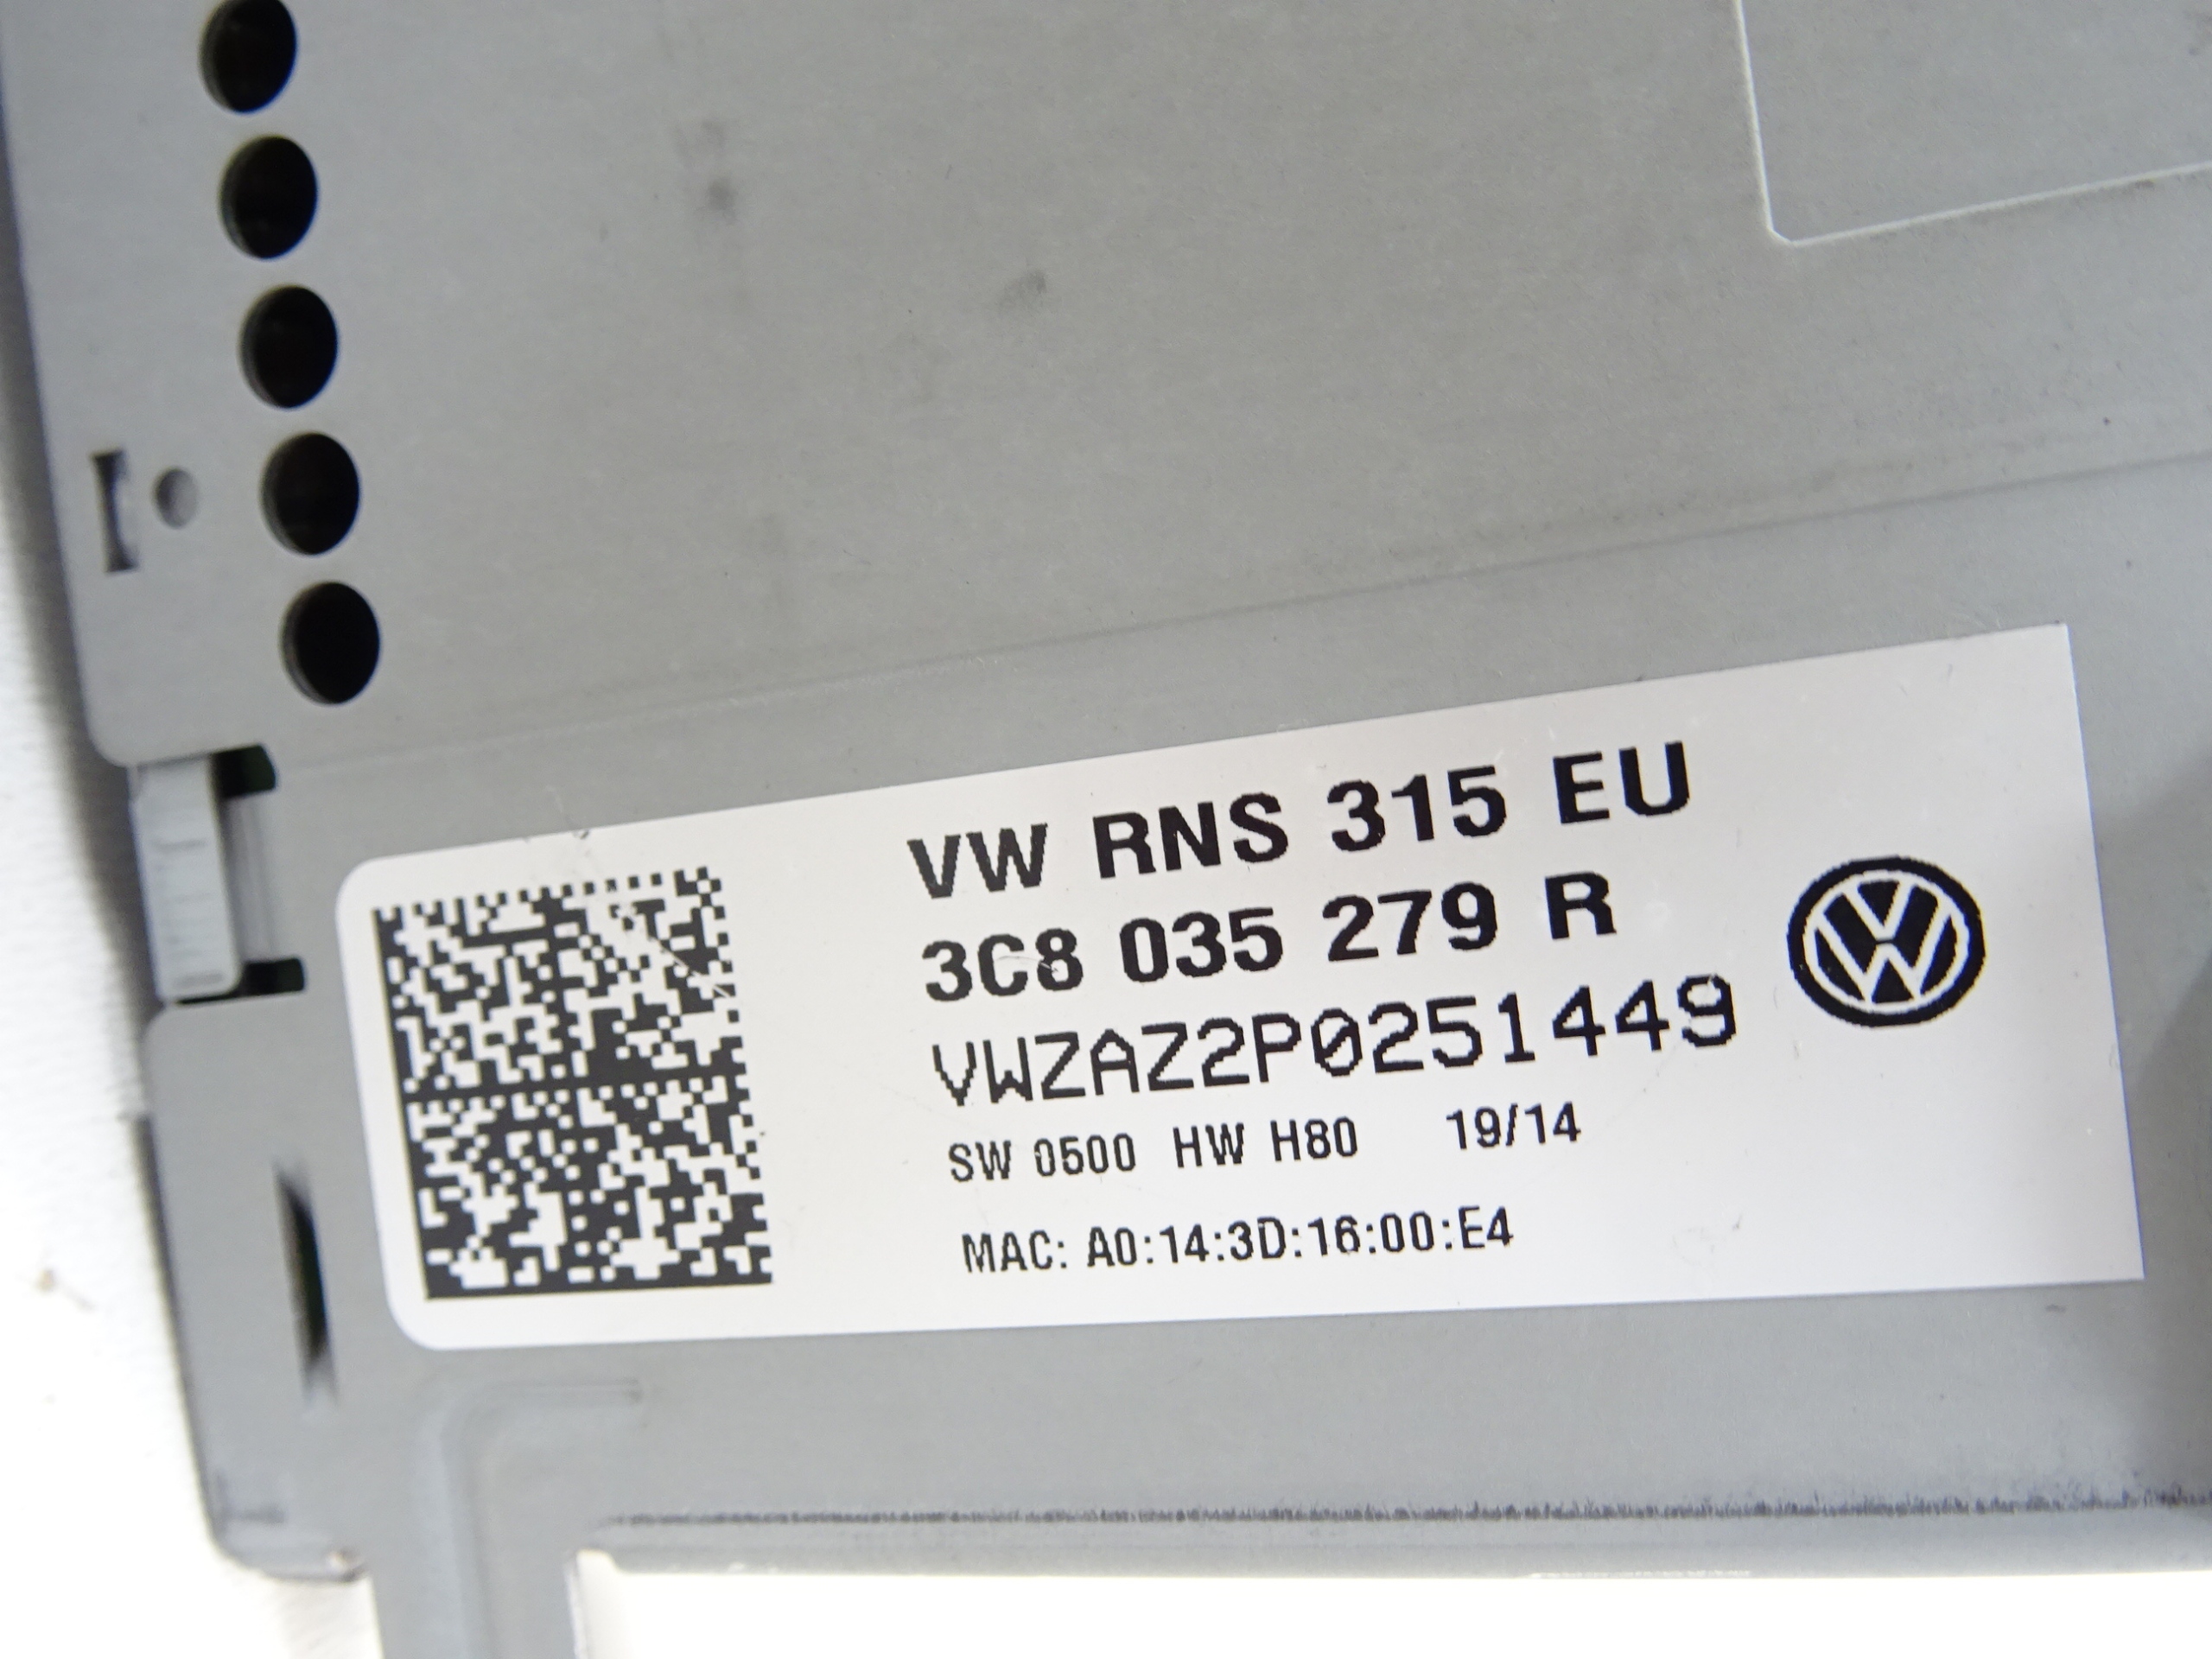 VW RNS 315 EU
3C8 035 279 R
VWZAZ2P0251449
SW 0500 HW H80 19/14
MAC: A0:14:3D:16:00:E4